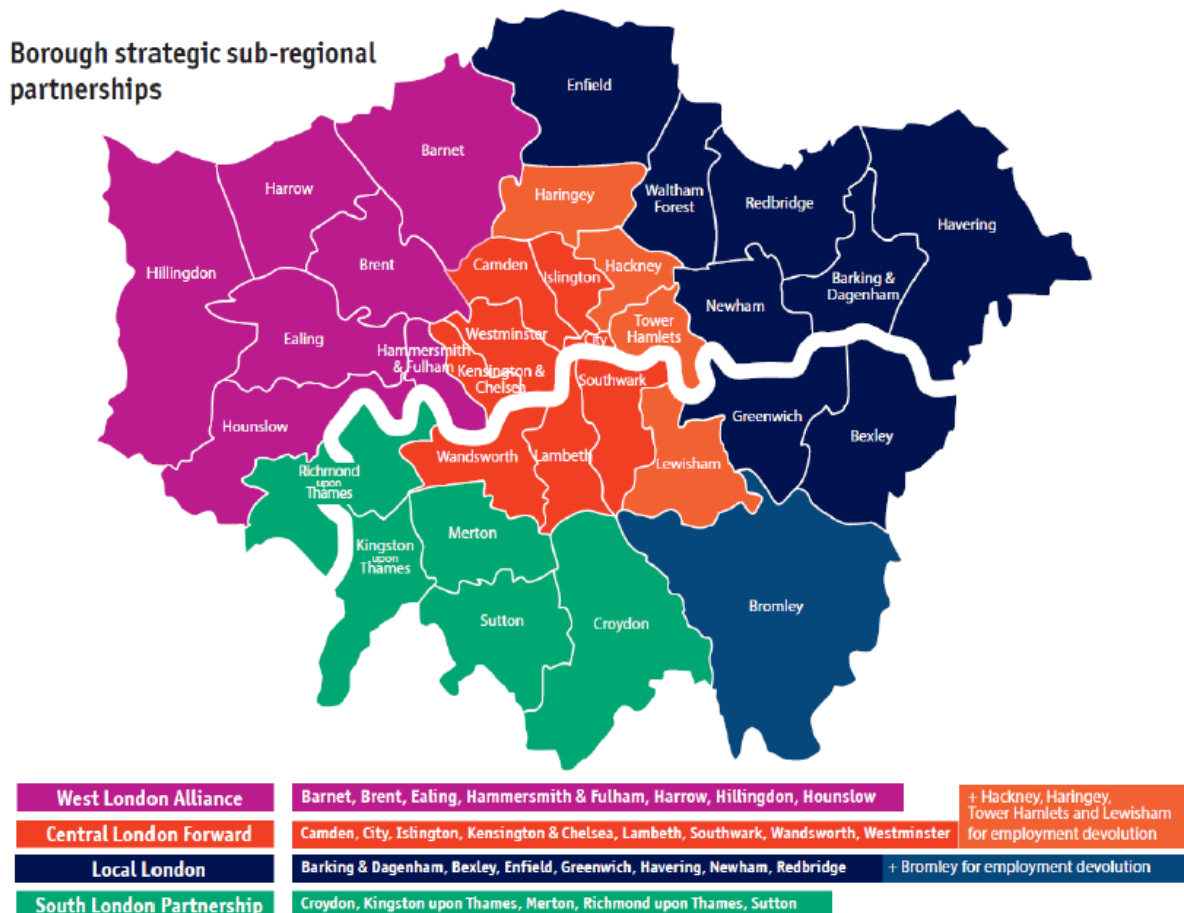 Borough strategic sub-regional
partnerships
Enfield
Barnet
Harrow
Haringey
Waltham
Forest
Redbridge
Havering
Hillingdon
Brent
Camden
Islington
Hackney
Barking &
Dagenham
Newham
Ealing
Westminster
Tower
Hamlets
City
Hammersmith
& Fulham
Kensington &
Chelsea
Southwark
Hounslow
Greenwich
Bexley
Richmond
upon
Thames
Wandsworth
Lambeth
Lewisham
Merton
Kingston
upon
Thames
Bromley
Sutton
Croydon
West London Alliance
Barnet, Brent, Ealing, Hammersmith & Fulham, Harrow, Hillingdon, Hounslow
+ Hackney, Haringey,
Tower Hamlets and Lewisham
for employment devolution
Central London Forward
Camden, City, Islington, Kensington & Chelsea, Lambeth, Southwark, Wandsworth, Westminster
Local London
Barking & Dagenham, Bexley, Enfield, Greenwich, Havering, Newham, Redbridge
+ Bromley for employment devolution
South London Partnership
Croydon, Kingston upon Thames, Merton, Richmond upon Thames, Sutton